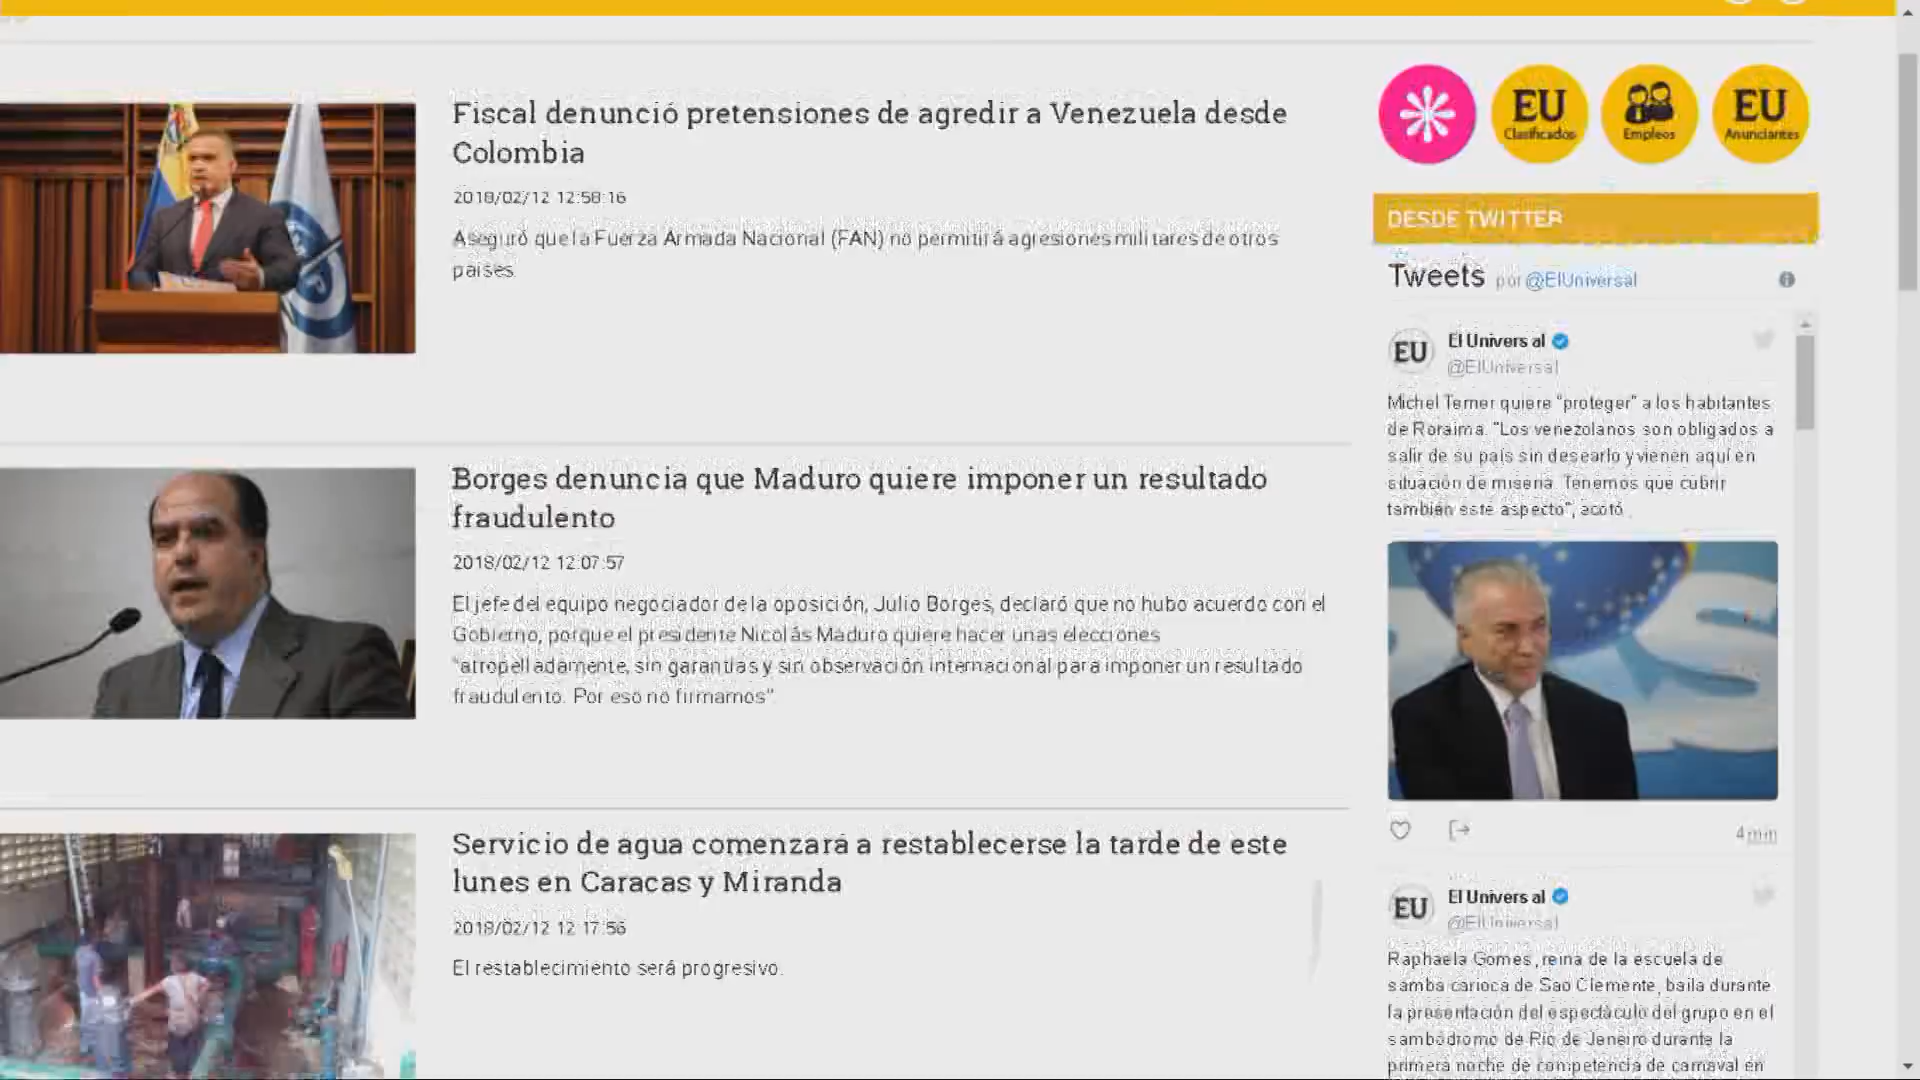 Fiscal denunció pretensiones de agredir a Venezuela desde
Colombia
2018/02/12 12:58:16
Aseguró que la Fuerza Armada Nacional (FAN) no permitirá agresiones militares de otros
países.
Borges denuncia que Maduro quiere imponer un resultado
fraudulento
2018/02/12 12:07:57
El jefe del equipo negociador de la oposición, Julio Borges, declaró que no hubo acuerdo con el
Gobierno, porque el presidente Nicolás Maduro quiere hacer unas elecciones
"atropelladamente, sin garantías y sin observación internacional para imponer un resultado
fraudulento. Por eso no firmamos".
Servicio de agua comenzará a restablecerse la tarde de este
lunes en Caracas y Miranda
2018/02/12 12:17:56
El restablecimiento será progresivo.
EU
Clasificados
Empleos
EU
Anunciantes
DESDE TWITTER
Tweets por @ElUniversal
EU
El Universal
@ElUniversal
Michel Temer quiere "proteger" a los habitantes
de Roraima. "Los venezolanos son obligados a
salir de su país sin desearlo y vienen aquí en
situación de miseria. Tenemos que cubrir
también este aspecto", acotó
4 min
EU
El Universal
@ElUniversal
Raphaela Gomes, reina de la escuela de
samba carioca de Sao Clemente, baila durante
la presentación del espectáculo del grupo en el
sambódromo de Río de Janeiro durante la
primera noche de competencia de carnaval en